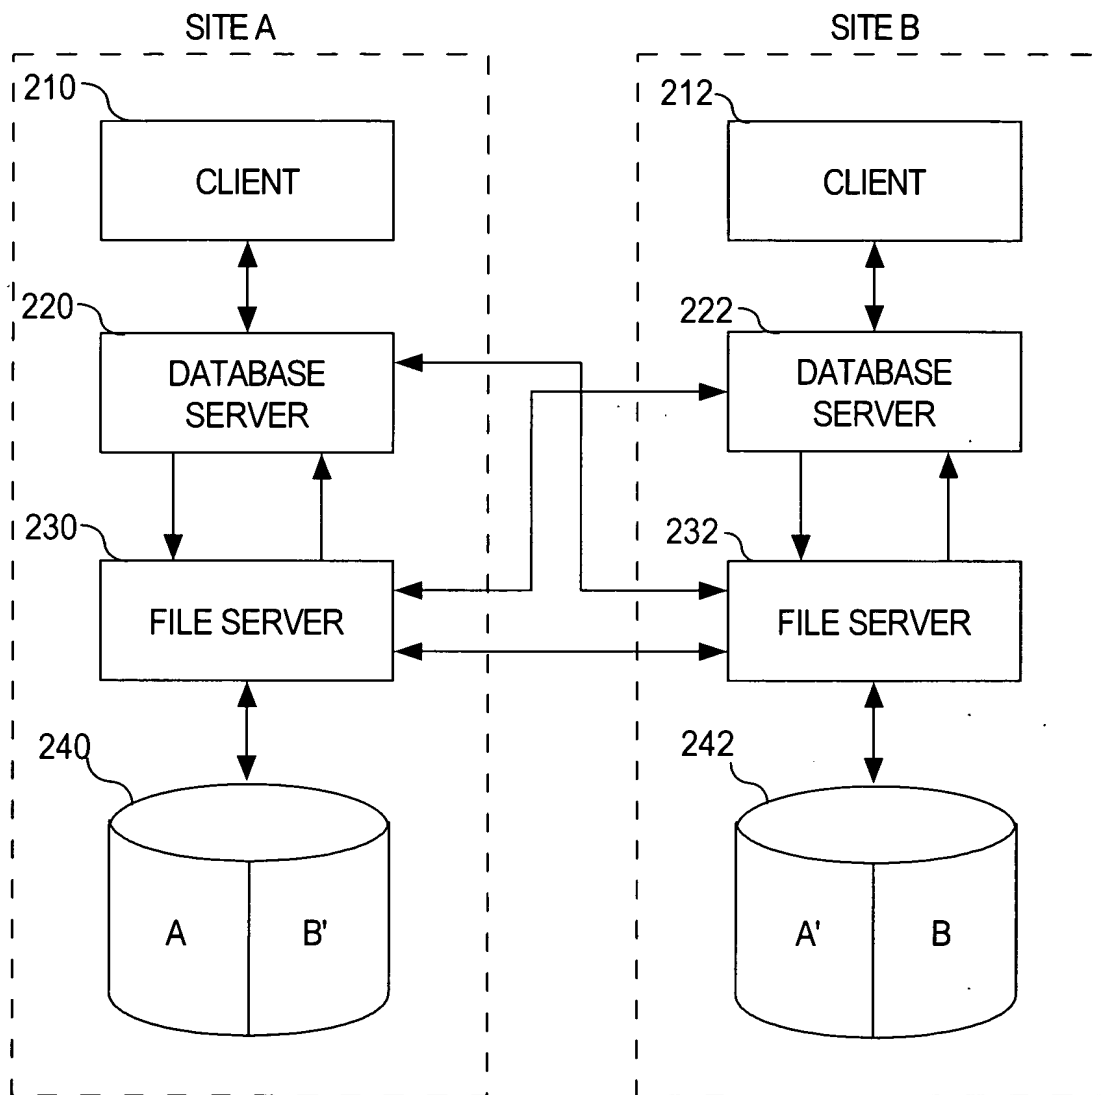 SITE A
SITE B
210
CLIENT
212
CLIENT
220
DATABASE
SERVER
222
DATABASE
SERVER
230
FILE SERVER
232
FILE SERVER
240
A
B'
242
A'
B